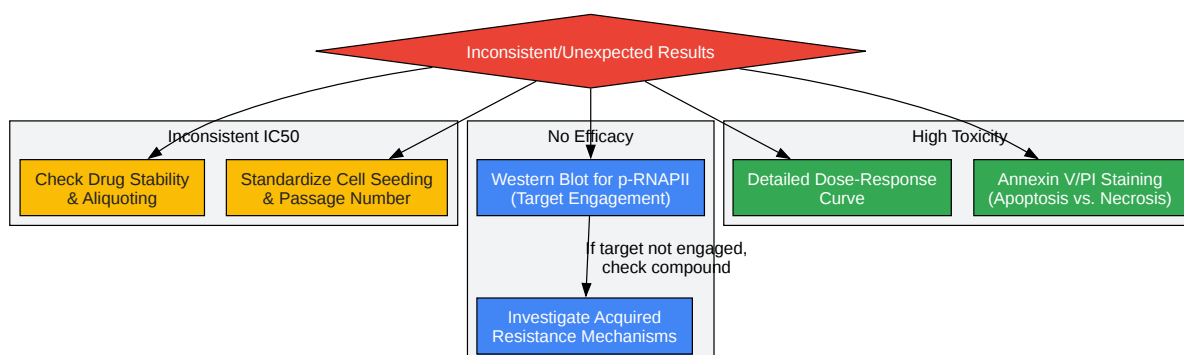 Inconsistent/Unexpected Results
Inconsistent IC50
No Efficacy
High Toxicity
Check Drug Stability
& Aliquoting
Standardize Cell Seeding
& Passage Number
Western Blot for p-RNAPII
(Target Engagement)
Detailed Dose-Response
Curve
Annexin V/PI Staining
(Apoptosis vs. Necrosis)
If target not engaged,
check compound
Investigate Acquired
Resistance Mechanisms